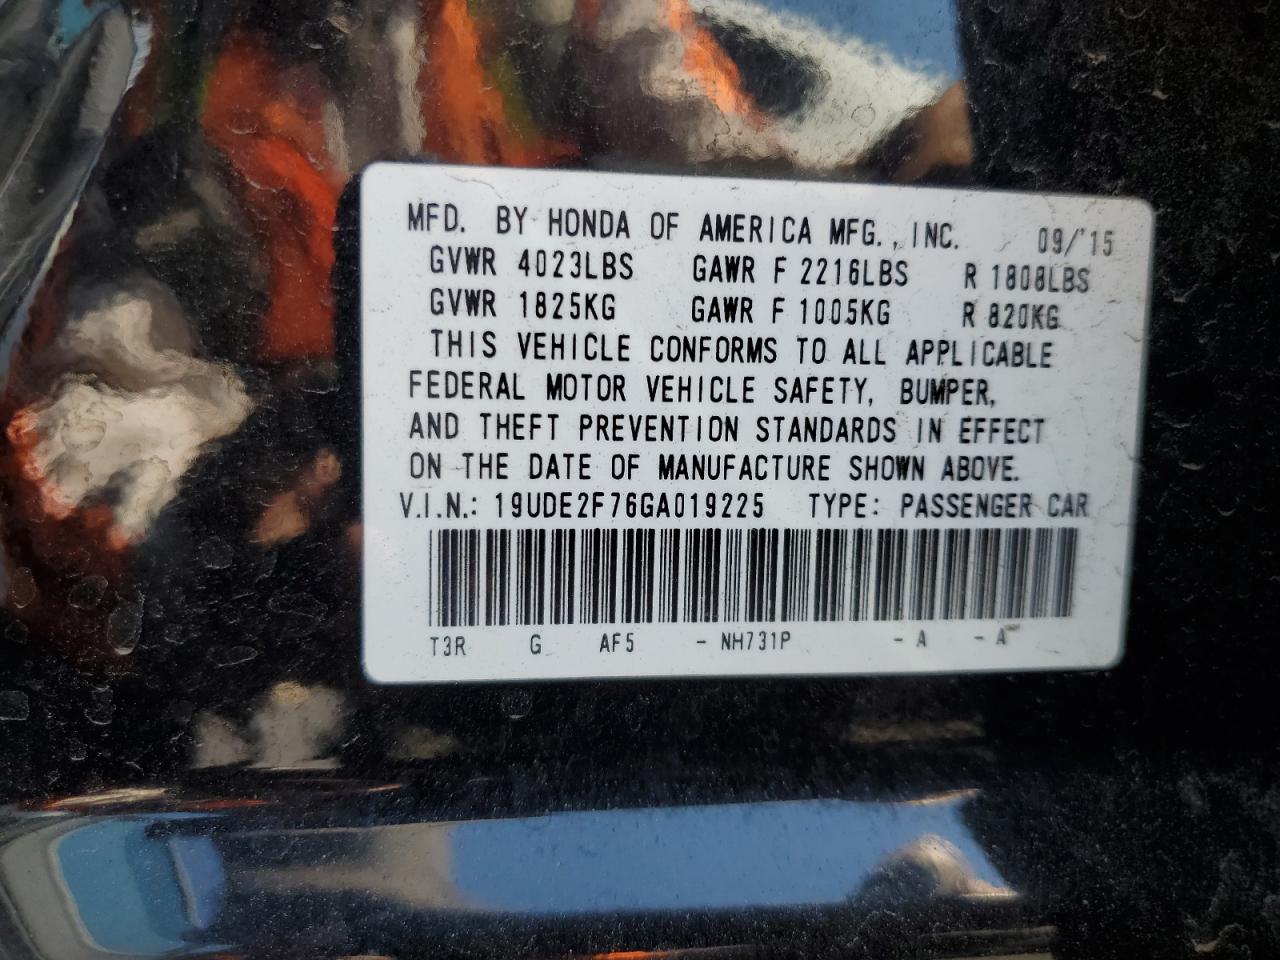 MFD. BY HONDA OF AMERICA MFG., INC. 09/'15
GVWR 4023LBS GAWR F 2216LBS R 1808LBS
GVWR 1825KG GAWR F 1005KG R 820KG
THIS VEHICLE CONFORMS TO ALL APPLICABLE
FEDERAL MOTOR VEHICLE SAFETY, BUMPER,
AND THEFT PREVENTION STANDARDS IN EFFECT
ON THE DATE OF MANUFACTURE SHOWN ABOVE.
V.I.N.: 19UDE2F76GA019225 TYPE: PASSENGER CAR
T3R G AF5 - NH731P - A - A